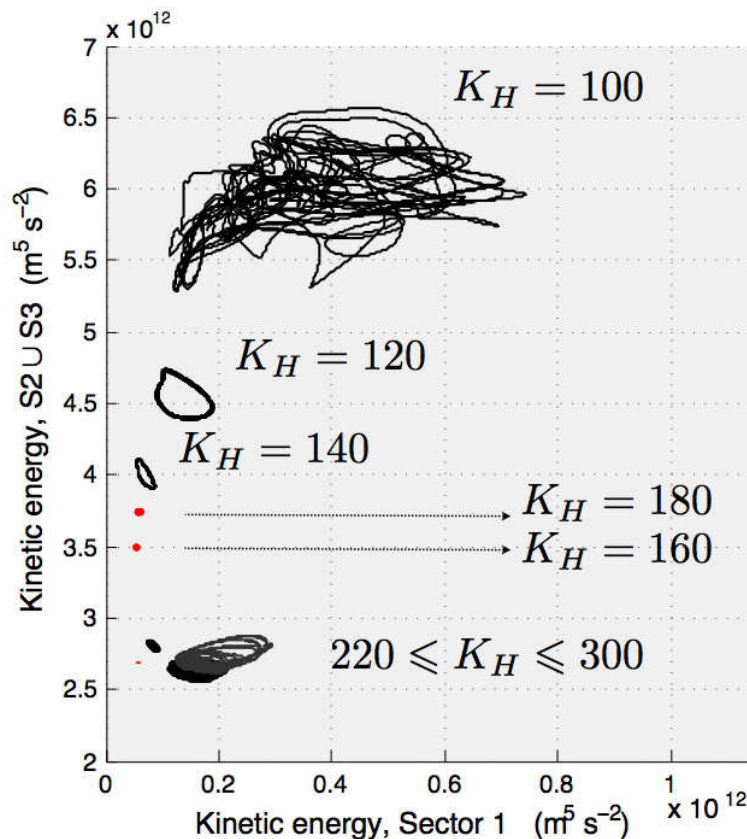 x 10^12
7
6.5
6
5.5
5
4.5
4
3.5
3
2.5
2
Kinetic energy, S2 ∪ S3 (m^5 s^−2)
K_H = 100
K_H = 120
K_H = 140
K_H = 180
K_H = 160
220 ⩽ K_H ⩽ 300
0 0.2 0.4 0.6 0.8 1
x 10^12
Kinetic energy, Sector 1 (m^5 s^−2)